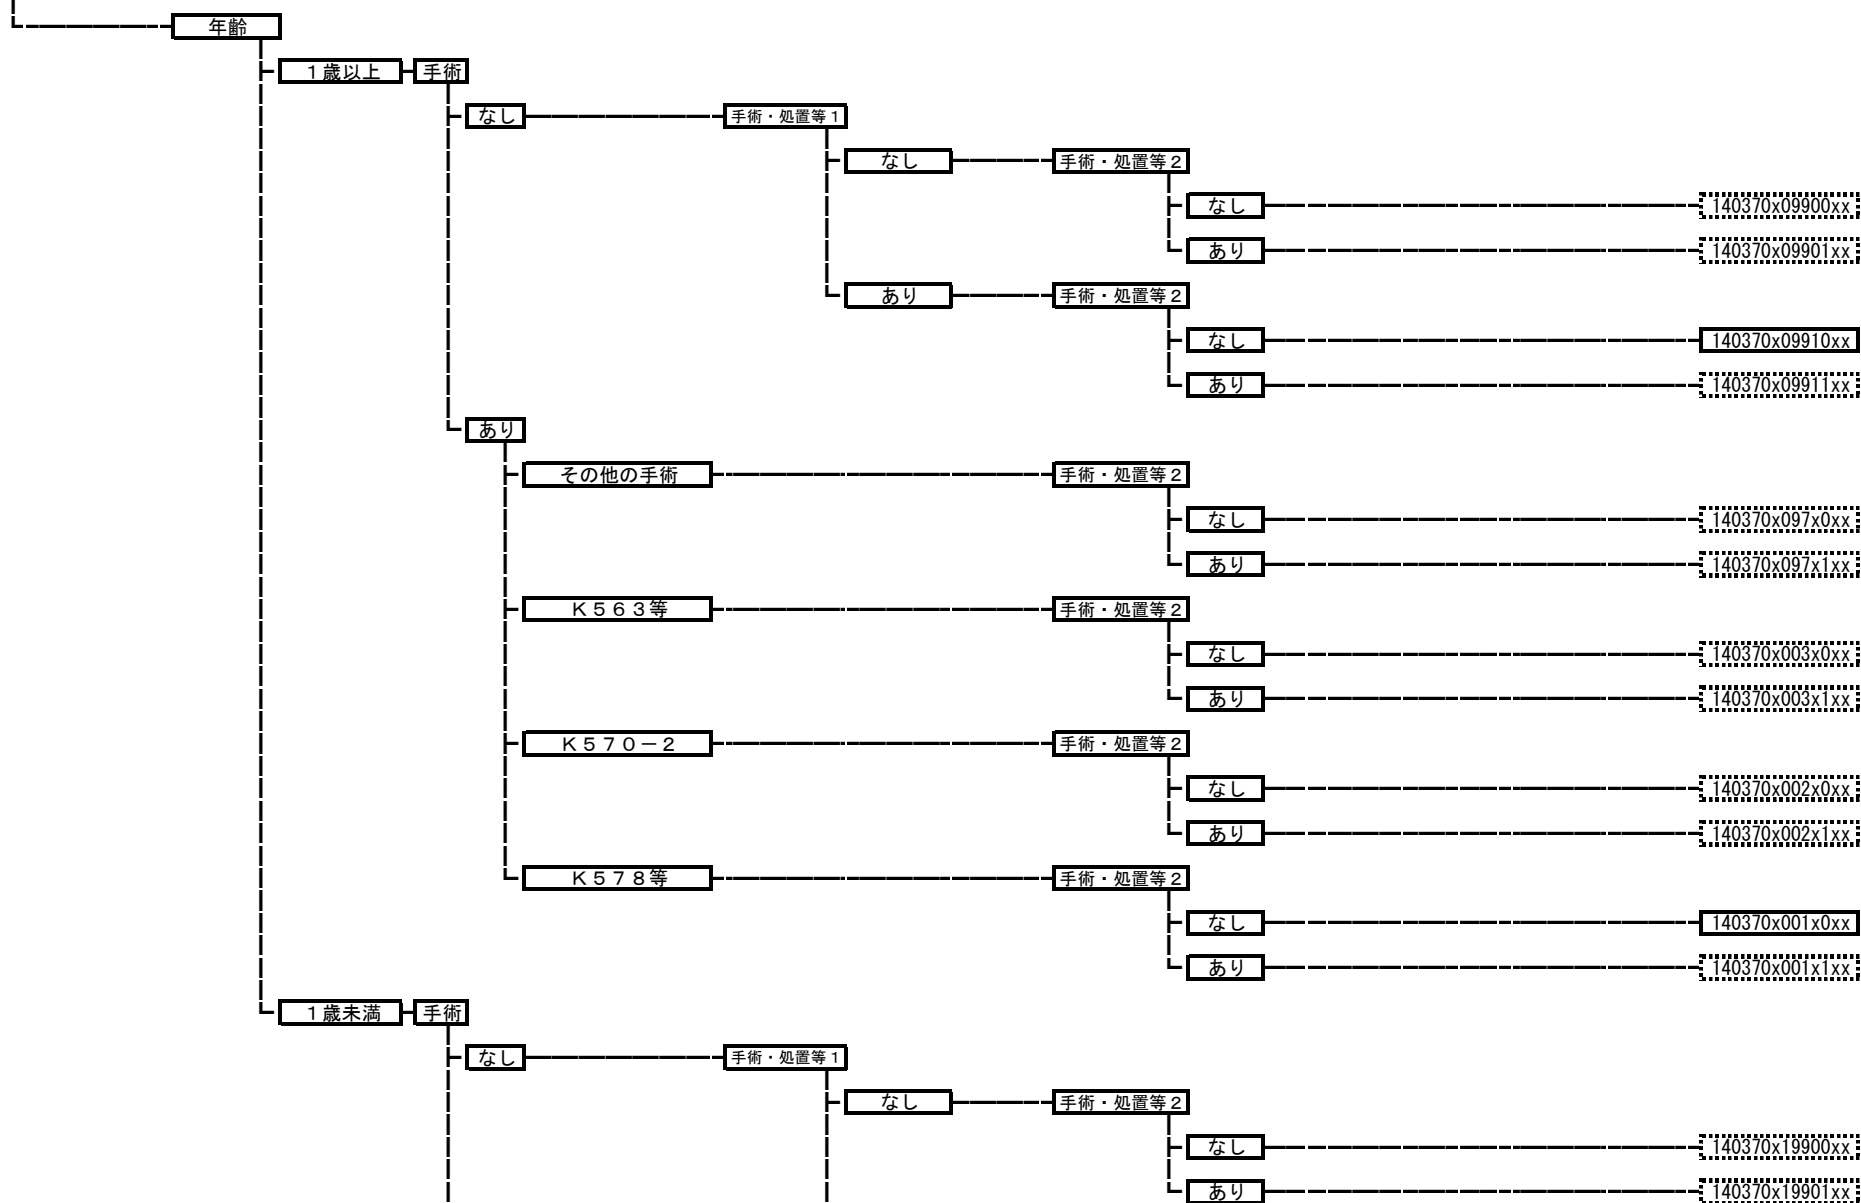 年齢
１歳以上 手術
なし 手術・処置等１
なし 手術・処置等２
なし 140370x09900xx
あり 140370x09901xx
あり 手術・処置等２
なし 140370x09910xx
あり 140370x09911xx
あり
その他の手術 手術・処置等２
なし 140370x097x0xx
あり 140370x097x1xx
Ｋ５６３等 手術・処置等２
なし 140370x003x0xx
あり 140370x003x1xx
Ｋ５７０－２ 手術・処置等２
なし 140370x002x0xx
あり 140370x002x1xx
Ｋ５７８等 手術・処置等２
なし 140370x001x0xx
あり 140370x001x1xx
１歳未満 手術
なし 手術・処置等１
なし 手術・処置等２
なし 140370x19900xx
あり 140370x19901xx